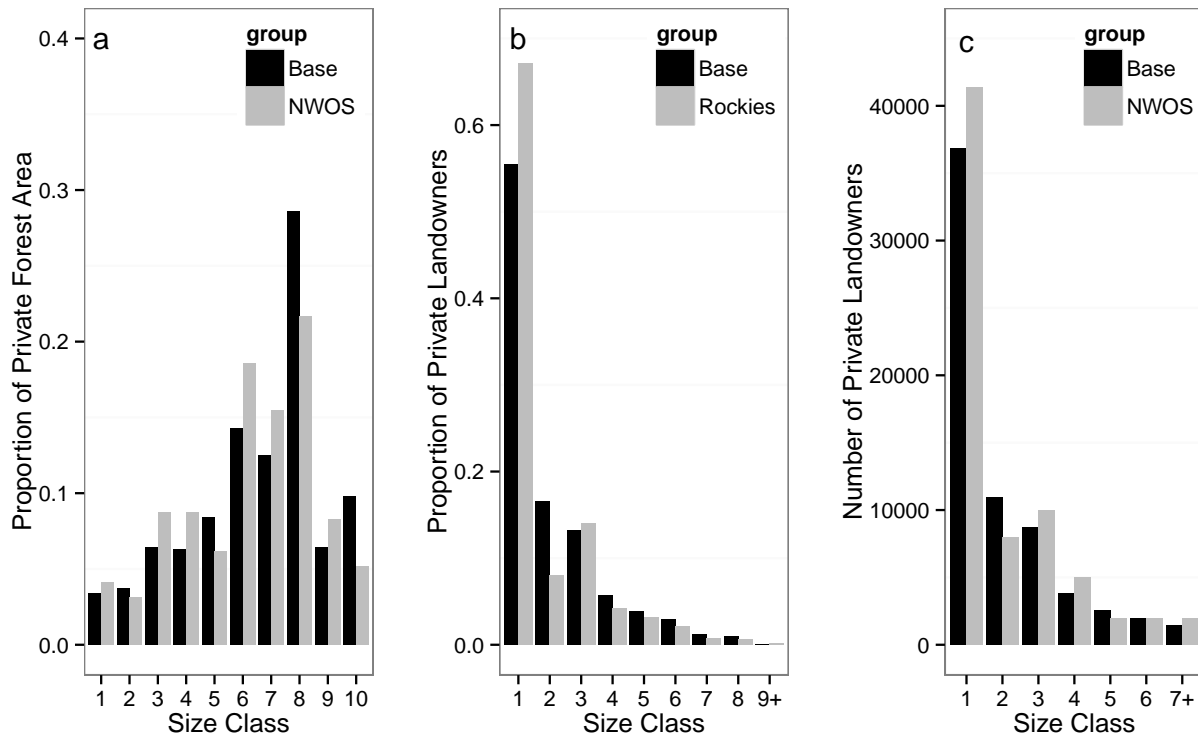 a
group
Base
NWOS
Proportion of Private Forest Area
0.4
0.3
0.2
0.1
0.0
1 2 3 4 5 6 7 8 9 10
Size Class
b
group
Base
Rockies
Proportion of Private Landowners
0.6
0.4
0.2
0.0
1 2 3 4 5 6 7 8 9+
Size Class
c
group
Base
NWOS
Number of Private Landowners
40000
30000
20000
10000
0
1 2 3 4 5 6 7+
Size Class